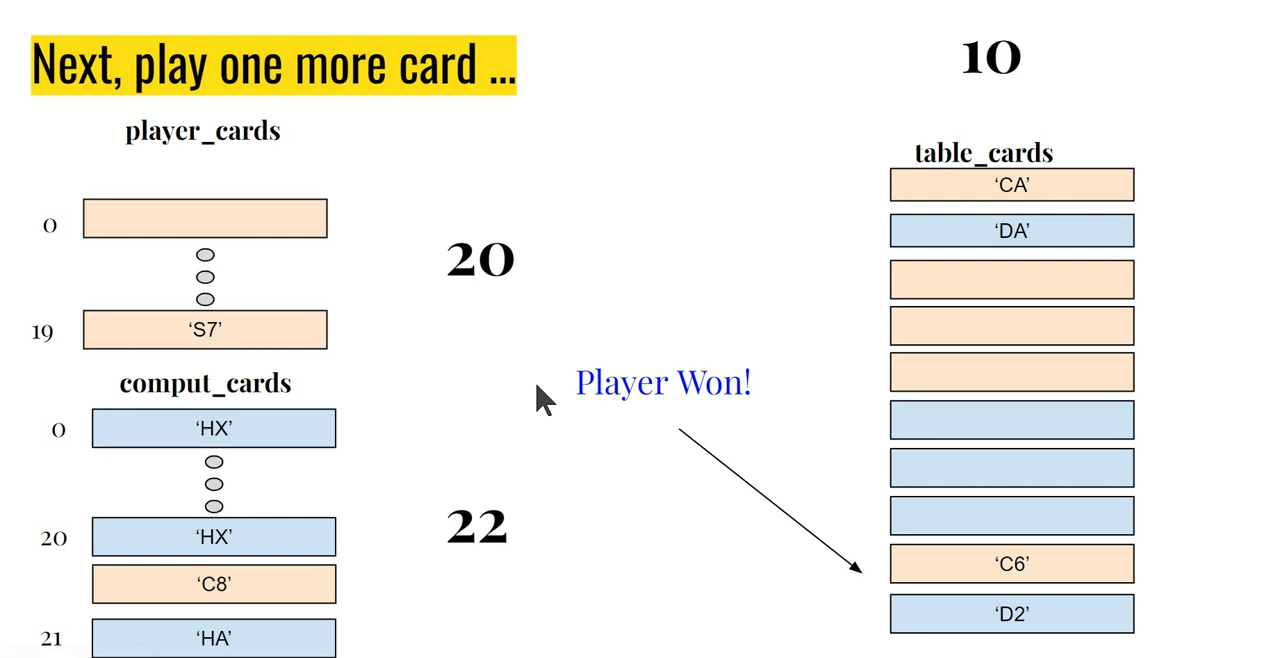 Next, play one more card ...
10
player_cards
table_cards
‘CA’
0
‘DA’
20
19
‘S7’
comput_cards
Player Won!
0
‘HX’
20
‘HX’
22
‘C8’
‘C6’
21
‘HA’
‘D2’